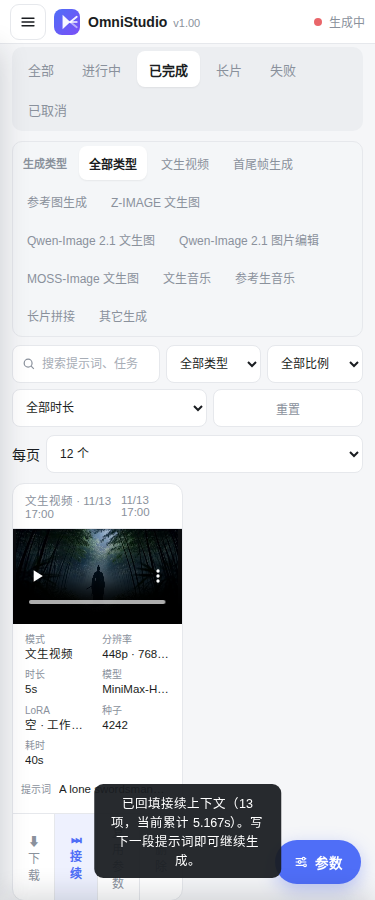 OmniStudio v1.00
生成中
全部 进行中 已完成 长片 失败
已取消
生成类型 全部类型 文生视频 首尾帧生成
参考图生成 Z-IMAGE 文生图
Qwen-Image 2.1 文生图 Qwen-Image 2.1 图片编辑
MOSS-Image 文生图 文生音乐 参考生音乐
长片拼接 其它生成
搜索提示词、任务 全部类型 全部比例
全部时长 重置
每页 12 个
文生视频 · 11/13 17:00
11/13 17:00
模式 分辨率
文生视频 448p · 768…
时长 模型
5s MiniMax-H…
LoRA 种子
空 · 工作… 4242
耗时
40s
提示词 A lone
已回填接续上下文（13
项，当前累计 5.167s）。写
下一段提示词即可继续生
成。
下载
接续
数
参数